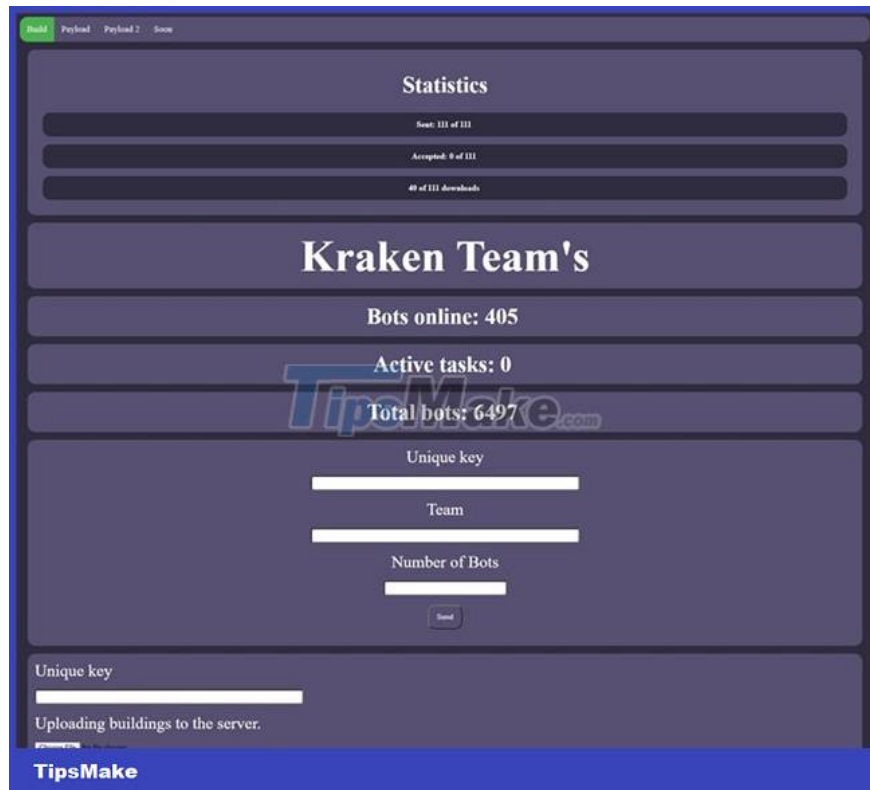 Build Payload Payload 2 Soon
Statistics
Sent: 111 of 111
Accepted: 0 of 111
40 of 111 downloads
Kraken Team's
Bots online: 405
Active tasks: 0
TipsMake.com
Total bots: 6497
Unique key
Team
Number of Bots
Send
Unique key
Uploading buildings to the server.
TipsMake